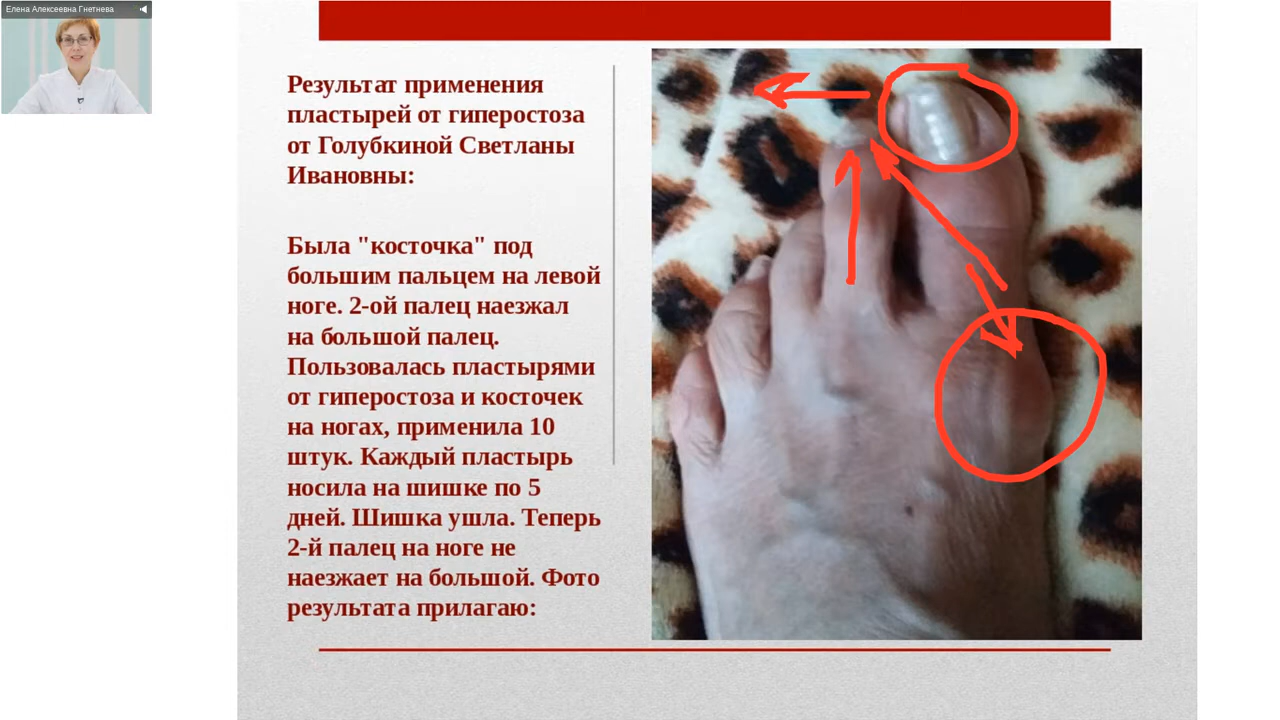 Елена Алексеевна Гнетнева
Результат применения
пластырей от гиперостоза
от Голубкиной Светланы
Ивановны:
Была "косточка" под
большим пальцем на левой
ноге. 2-ой палец наезжал
на большой палец.
Пользовалась пластырями
от гиперостоза и косточек
на ногах, применила 10
штук. Каждый пластырь
носила на шишке по 5
дней. Шишка ушла. Теперь
2-й палец на ноге не
наезжает на большой. Фото
результата прилагаю: